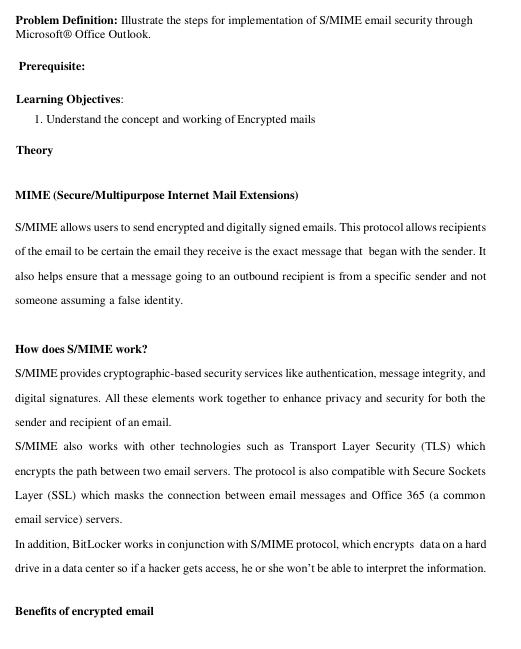 Problem Definition: Illustrate the steps for implementation of S/MIME email security through
Microsoft® Office Outlook.
Prerequisite:
Learning Objectives:
1. Understand the concept and working of Encrypted mails
Theory
MIME (Secure/Multipurpose Internet Mail Extensions)
S/MIME allows users to send encrypted and digitally signed emails. This protocol allows recipients
of the email to be certain the email they receive is the exact message that began with the sender. It
also helps ensure that a message going to an outbound recipient is from a specific sender and not
someone assuming a false identity.
How does S/MIME work?
S/MIME provides cryptographic-based security services like authentication, message integrity, and
digital signatures. All these elements work together to enhance privacy and security for both the
sender and recipient of an email.
S/MIME also works with other technologies such as Transport Layer Security (TLS) which
encrypts the path between two email servers. The protocol is also compatible with Secure Sockets
Layer (SSL) which masks the connection between email messages and Office 365 (a common
email service) servers.
In addition, BitLocker works in conjunction with S/MIME protocol, which encrypts data on a hard
drive in a data center so if a hacker gets access, he or she won’t be able to interpret the information.
Benefits of encrypted email